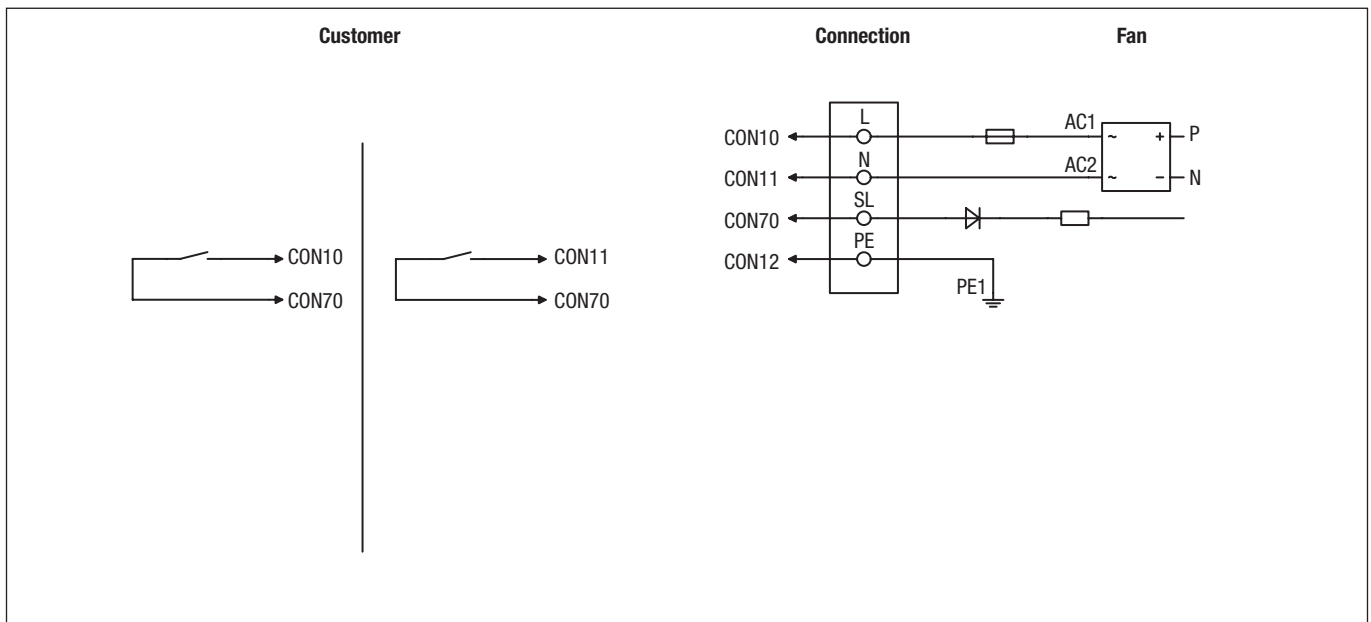 Customer
Connection
Fan
CON10
CON70
CON11
CON70
CON10
L
AC1
~
+
P
CON11
N
AC2
~
−
N
CON70
SL
CON12
PE
PE1